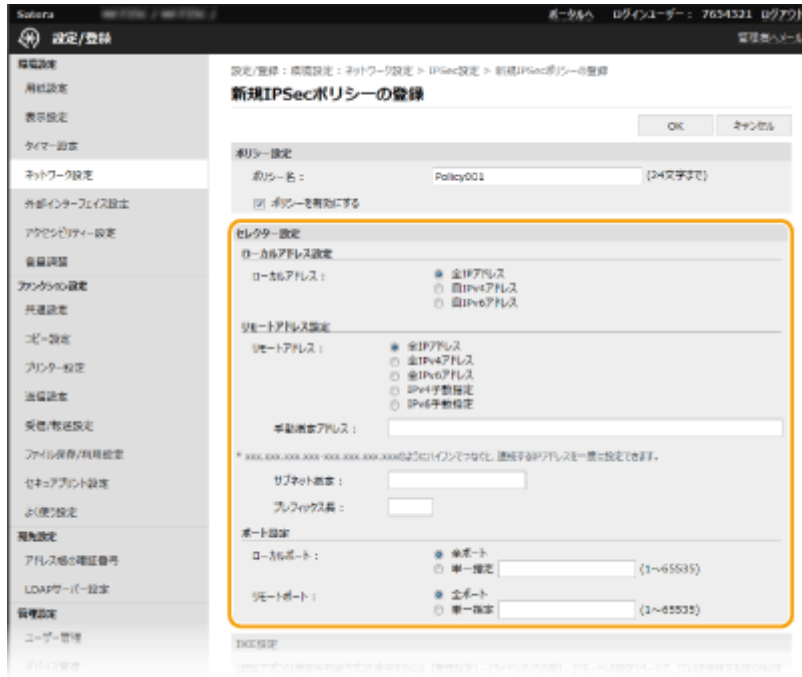 Satera
ポータルへ ログインユーザー： 7654321 ログアウト
設定/登録
管理者へメール
環境設定
用紙設定
表示設定
タイマー設定
ネットワーク設定
外部インターフェイス設定
アクセシビリティー設定
音量調整
ファンクション設定
共通設定
コピー設定
プリンター設定
送信設定
受信/転送設定
ファイル保存/利用設定
セキュアプリント設定
よく使う設定
宛先設定
アドレス帳の暗証番号
LDAPサーバー設定
管理設定
ユーザー管理
デバイス管理
設定/登録 : 環境設定 : ネットワーク設定 > IPSec設定 > 新規IPSecポリシーの登録
新規IPSecポリシーの登録
OK キャンセル
ポリシー設定
ポリシー名： Policy001 (24文字まで)
ポリシーを有効にする
セレクター設定
ローカルアドレス設定
ローカルアドレス： 全IPアドレス
自IPv4アドレス
自IPv6アドレス
リモートアドレス設定
リモートアドレス： 全IPアドレス
全IPv4アドレス
全IPv6アドレス
IPv4手動指定
IPv6手動指定
手動設定アドレス：
* xxx.xxx.xxx.xxx-xxx.xxx.xxx.xxxのようにハイフンでつなぐと、連続するIPアドレスを一度に設定できます。
サブネット設定：
プレフィックス長：
ポート設定
ローカルポート： 全ポート
単一指定 (1～65535)
リモートポート： 全ポート
単一指定 (1～65535)
IKE設定